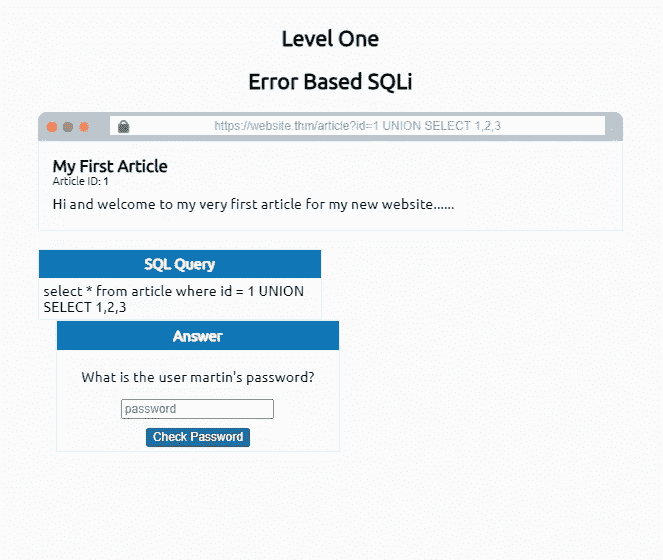 Level One
Error Based SQLi
https://website.thm/article?id=1 UNION SELECT 1,2,3
My First Article
Article ID: 1
Hi and welcome to my very first article for my new website......
SQL Query
select * from article where id = 1 UNION
SELECT 1,2,3
Answer
What is the user martin's password?
password
Check Password